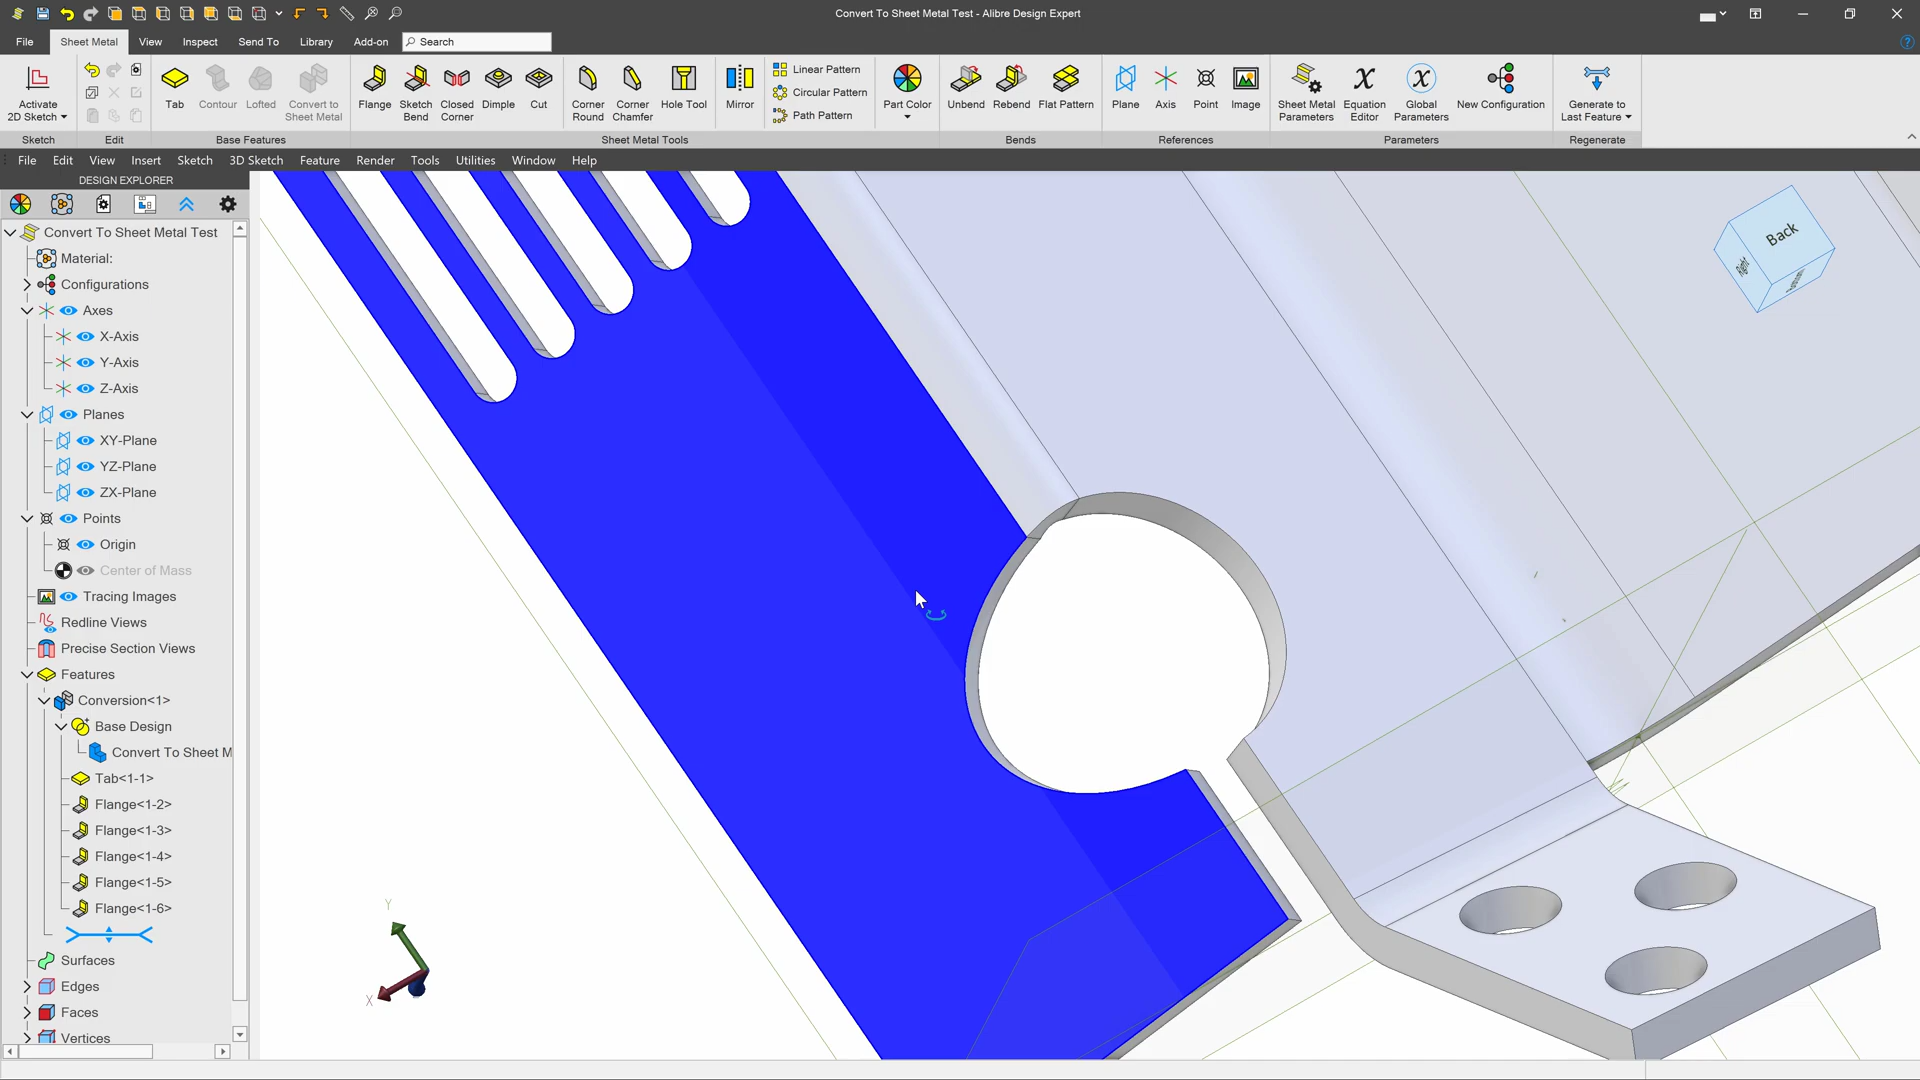 Convert To Sheet Metal Test - Alibre Design Expert
File Sheet Metal View Inspect Send To Library Add-on Search
Activate
2D Sketch
Tab Contour Lofted Convert to
Sheet Metal
Flange Sketch
Bend
Closed
Corner
Dimple Cut
Corner
Round
Corner
Chamfer
Hole Tool
Mirror
Linear Pattern
Circular Pattern
Path Pattern
Part Color
Unbend Rebend Flat Pattern
Plane Axis Point Image
Sheet Metal
Parameters
Equation
Editor
Global
Parameters
New Configuration
Generate to
Last Feature
Sketch Edit Base Features Sheet Metal Tools Bends References Parameters Regenerate
File Edit View Insert Sketch 3D Sketch Feature Render Tools Utilities Window Help
DESIGN EXPLORER
Convert To Sheet Metal Test
Material:
Configurations
Axes
X-Axis
Y-Axis
Z-Axis
Planes
XY-Plane
YZ-Plane
ZX-Plane
Points
Origin
Center of Mass
Tracing Images
Redline Views
Precise Section Views
Features
Conversion<1>
Base Design
Convert To Sheet M
Tab<1-1>
Flange<1-2>
Flange<1-3>
Flange<1-4>
Flange<1-5>
Flange<1-6>
Surfaces
Edges
Faces
Vertices
Back
Right
Y
X